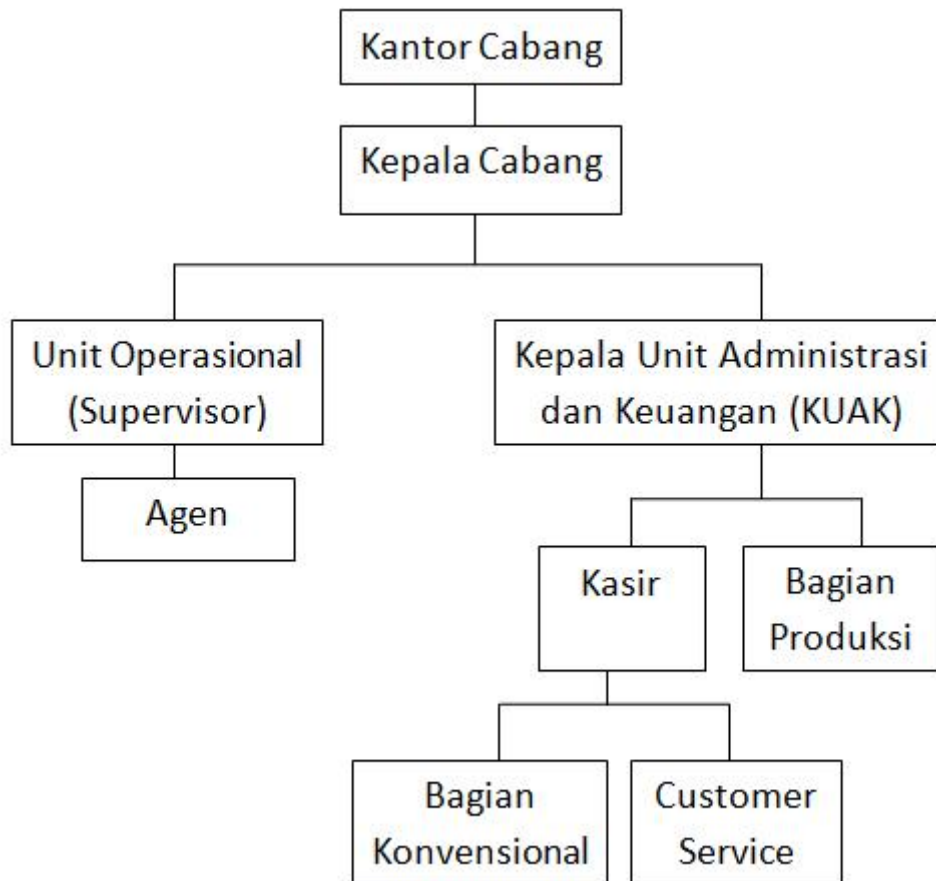 Kantor Cabang
Kepala Cabang
Unit Operasional
(Supervisor)
Kepala Unit Administrasi
dan Keuangan (KUAK)
Agen
Kasir
Bagian
Produksi
Bagian
Konvensional
Customer
Service